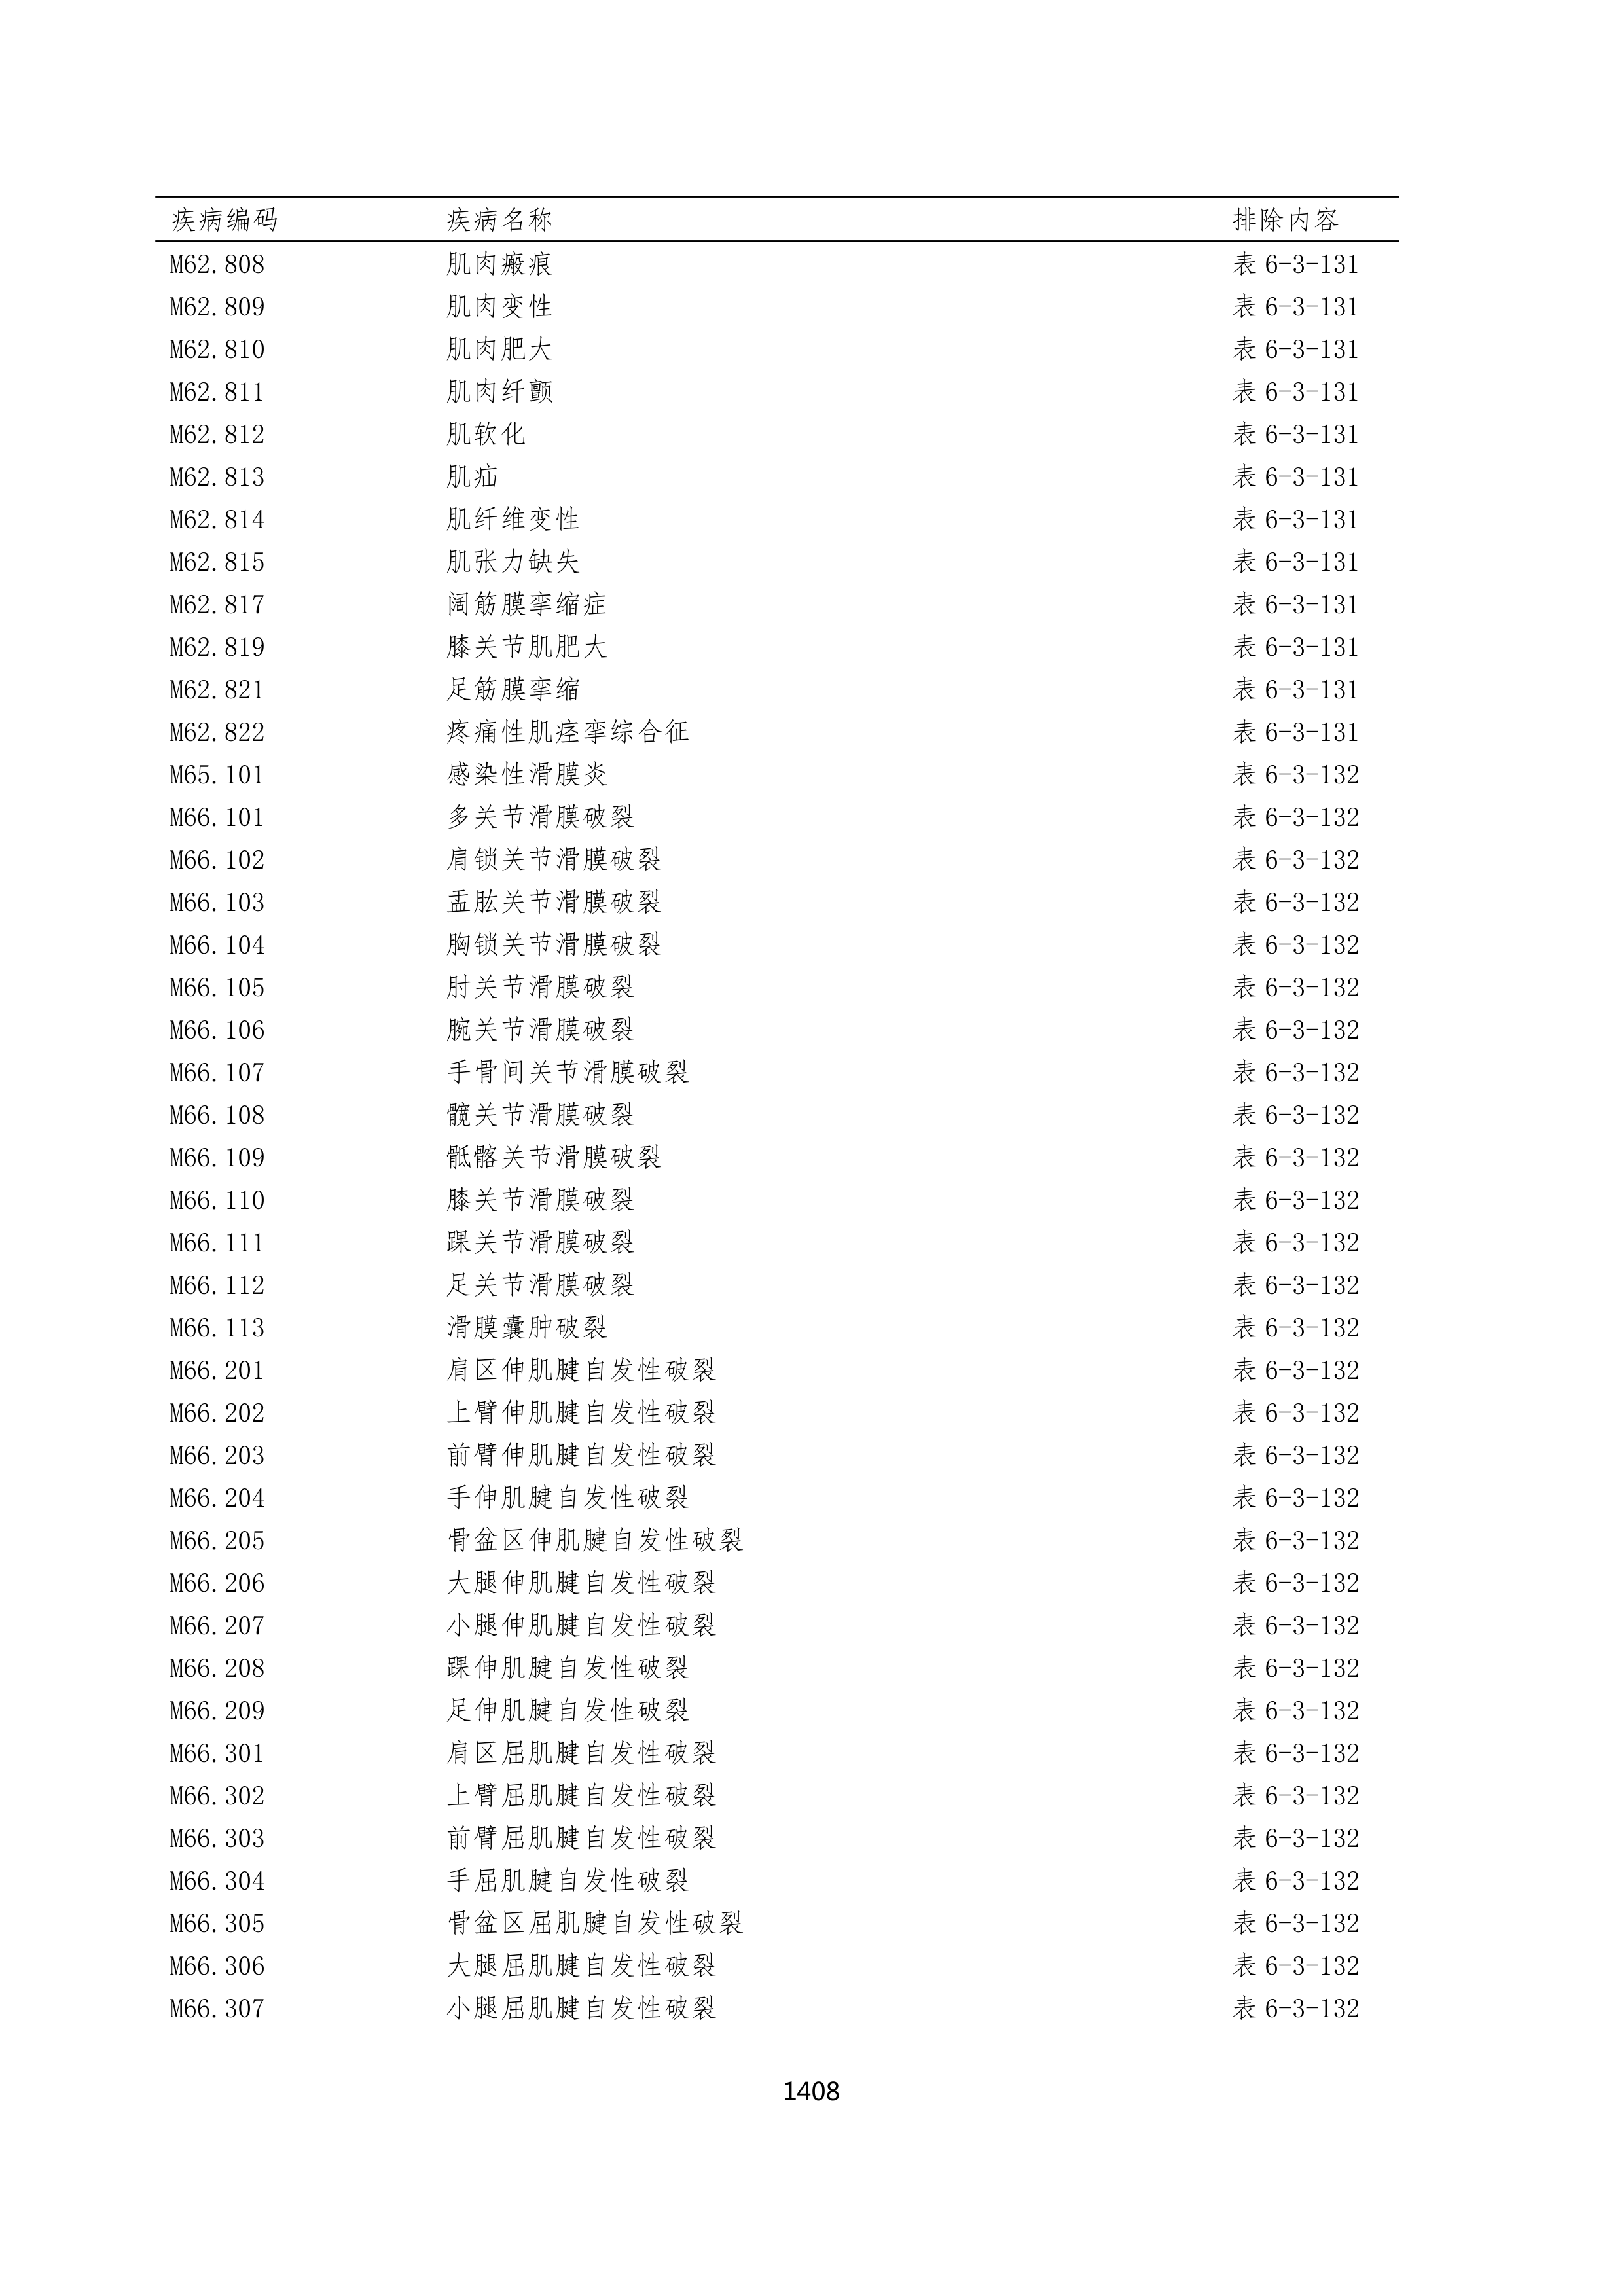 疾病编码 疾病名称 排除内容
M62.808 肌肉瘢痕 表 6-3-131
M62.809 肌肉变性 表 6-3-131
M62.810 肌肉肥大 表 6-3-131
M62.811 肌肉纤颤 表 6-3-131
M62.812 肌软化 表 6-3-131
M62.813 肌疝 表 6-3-131
M62.814 肌纤维变性 表 6-3-131
M62.815 肌张力缺失 表 6-3-131
M62.817 阔筋膜挛缩症 表 6-3-131
M62.819 膝关节肌肥大 表 6-3-131
M62.821 足筋膜挛缩 表 6-3-131
M62.822 疼痛性肌痉挛综合征 表 6-3-131
M65.101 感染性滑膜炎 表 6-3-132
M66.101 多关节滑膜破裂 表 6-3-132
M66.102 肩锁关节滑膜破裂 表 6-3-132
M66.103 盂肱关节滑膜破裂 表 6-3-132
M66.104 胸锁关节滑膜破裂 表 6-3-132
M66.105 肘关节滑膜破裂 表 6-3-132
M66.106 腕关节滑膜破裂 表 6-3-132
M66.107 手骨间关节滑膜破裂 表 6-3-132
M66.108 髋关节滑膜破裂 表 6-3-132
M66.109 骶髂关节滑膜破裂 表 6-3-132
M66.110 膝关节滑膜破裂 表 6-3-132
M66.111 踝关节滑膜破裂 表 6-3-132
M66.112 足关节滑膜破裂 表 6-3-132
M66.113 滑膜囊肿破裂 表 6-3-132
M66.201 肩区伸肌腱自发性破裂 表 6-3-132
M66.202 上臂伸肌腱自发性破裂 表 6-3-132
M66.203 前臂伸肌腱自发性破裂 表 6-3-132
M66.204 手伸肌腱自发性破裂 表 6-3-132
M66.205 骨盆区伸肌腱自发性破裂 表 6-3-132
M66.206 大腿伸肌腱自发性破裂 表 6-3-132
M66.207 小腿伸肌腱自发性破裂 表 6-3-132
M66.208 踝伸肌腱自发性破裂 表 6-3-132
M66.209 足伸肌腱自发性破裂 表 6-3-132
M66.301 肩区屈肌腱自发性破裂 表 6-3-132
M66.302 上臂屈肌腱自发性破裂 表 6-3-132
M66.303 前臂屈肌腱自发性破裂 表 6-3-132
M66.304 手屈肌腱自发性破裂 表 6-3-132
M66.305 骨盆区屈肌腱自发性破裂 表 6-3-132
M66.306 大腿屈肌腱自发性破裂 表 6-3-132
M66.307 小腿屈肌腱自发性破裂 表 6-3-132
1408